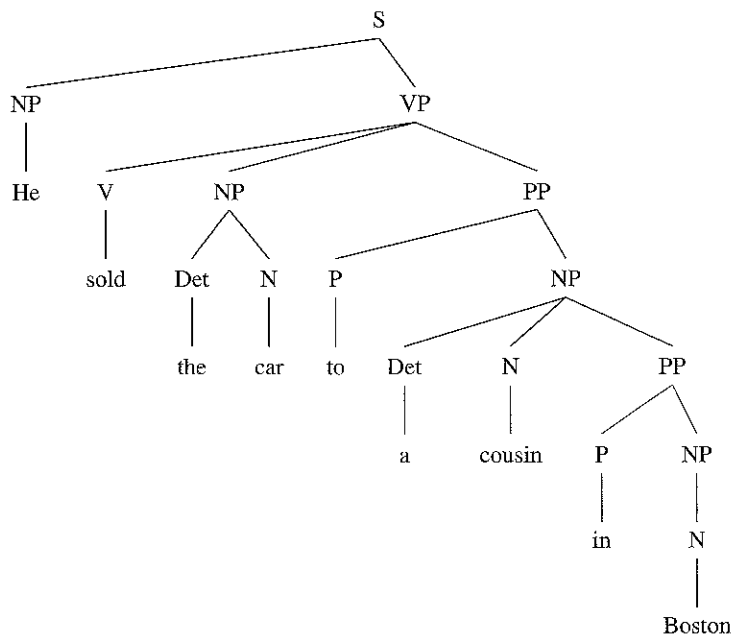 S
NP VP
He V NP PP
sold Det N P NP
the car to Det N PP
a cousin P NP
in N
Boston